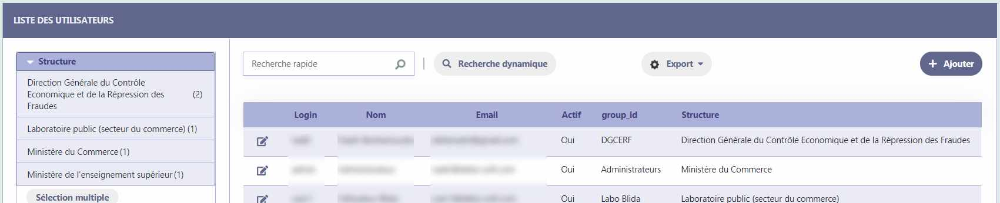 LISTE DES UTILISATEURS
Structure
Direction Générale du Contrôle
Economique et de la Répression des (2)
Fraudes
Laboratoire public (secteur du commerce) (1)
Ministère du Commerce (1)
Ministère de l'enseignement supérieur (1)
Sélection multiple
Recherche rapide | Recherche dynamique Export Ajouter
Login Nom Email Actif group_id Structure
Oui DGCERF Direction Générale du Contrôle Economique et de la Répression des Fraudes
Oui Administrateurs Ministère du Commerce
Oui Labo Blida Laboratoire public (secteur du commerce)